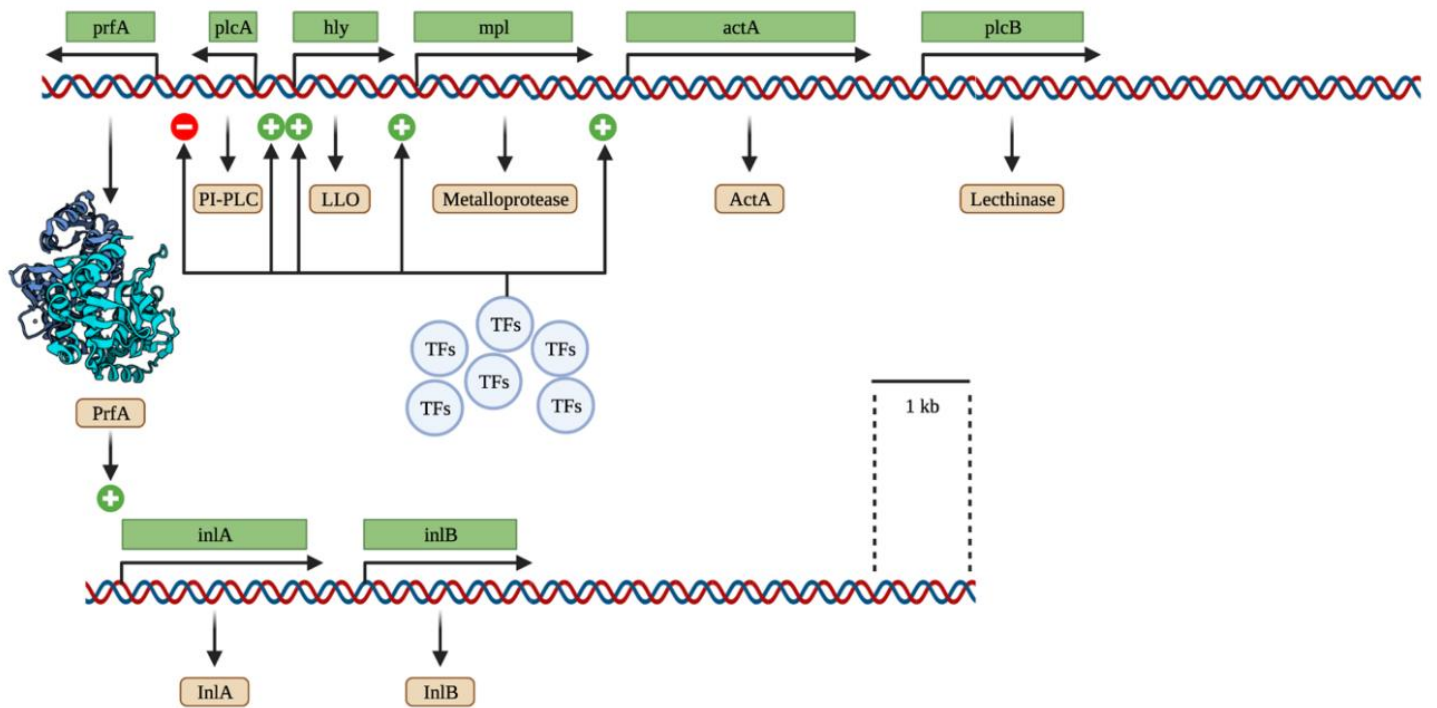 prfA
plcA
hly
mpl
actA
plcB
PI-PLC
LLO
Metalloprotease
ActA
Lecthinase
TFs
TFs
TFs
TFs
TFs
TFs
PrfA
1 kb
inlA
inlB
InlA
InlB